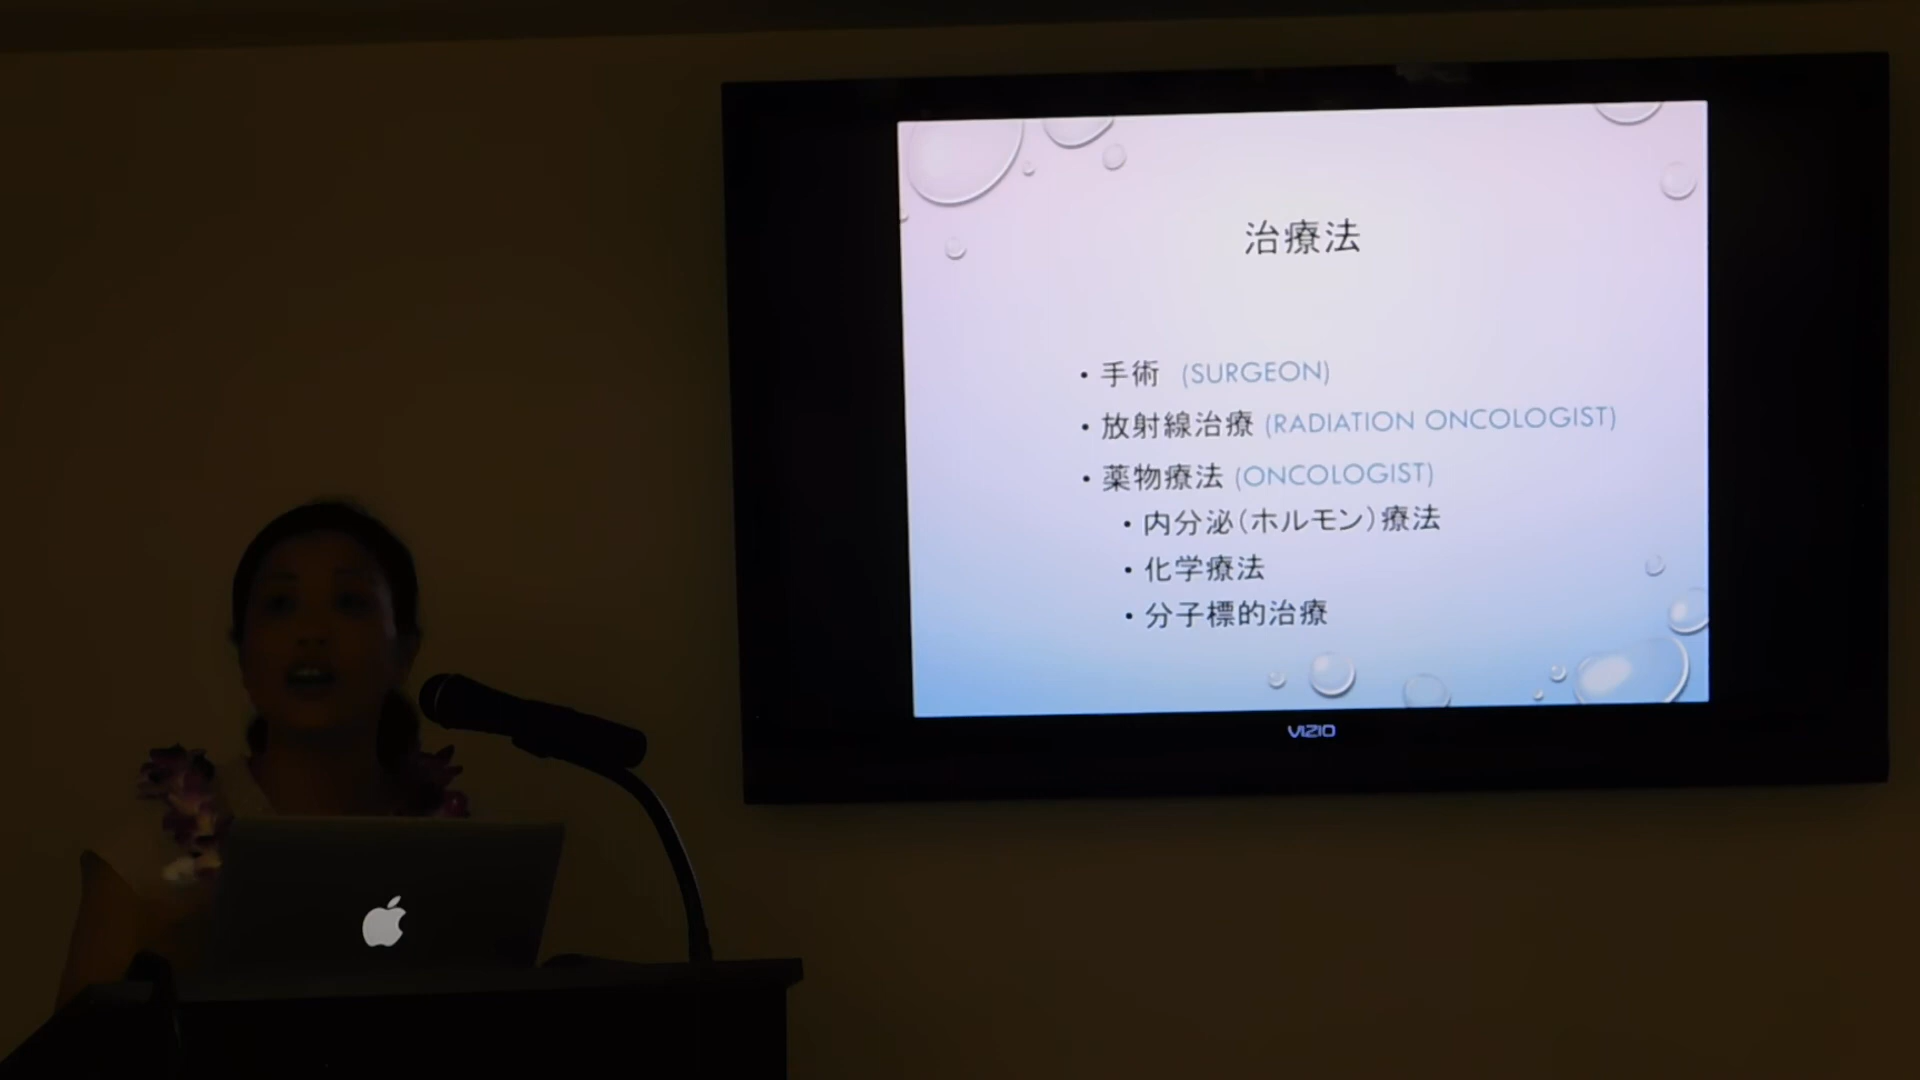 治療法
・手術 (SURGEON)
・放射線治療 (RADIATION ONCOLOGIST)
・薬物療法 (ONCOLOGIST)
・内分泌(ホルモン)療法
・化学療法
・分子標的治療
VIZIO